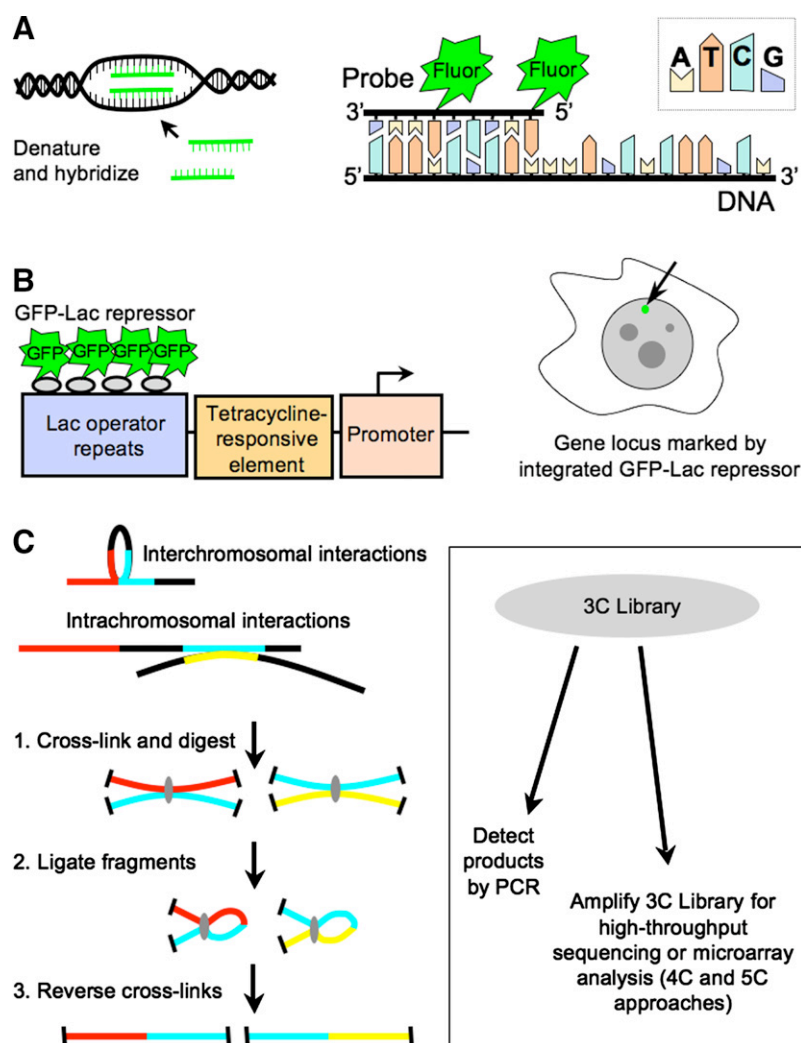 A
Denature
and hybridize
Probe
Fluor
Fluor
3’
5’
5’
3’
DNA
A T C G
B
GFP-Lac repressor
GFP GFP GFP GFP
Lac operator
repeats
Tetracycline-
responsive
element
Promoter
Gene locus marked by
integrated GFP-Lac repressor
C
Interchromosomal interactions
Intrachromosomal interactions
1. Cross-link and digest
2. Ligate fragments
3. Reverse cross-links
3C Library
Detect
products
by PCR
Amplify 3C Library for
high-throughput
sequencing or microarray
analysis (4C and 5C
approaches)